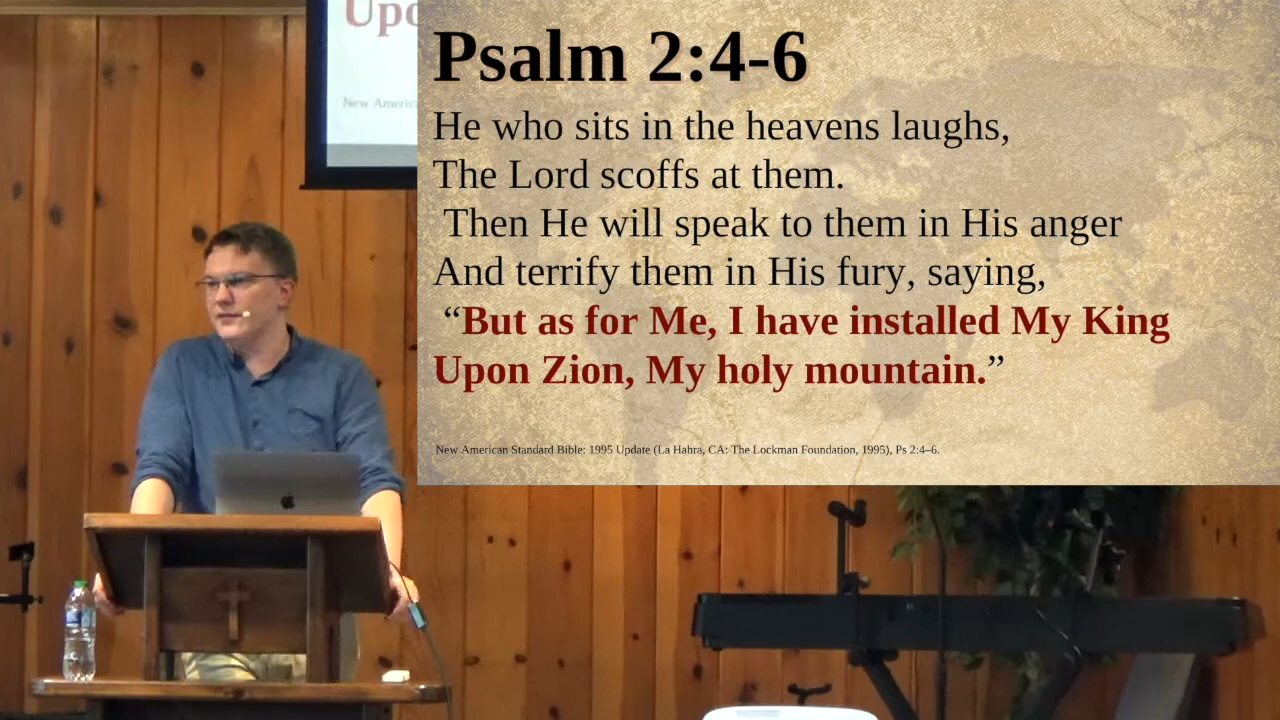 Upo
New Americ
Psalm 2:4-6
He who sits in the heavens laughs,
The Lord scoffs at them.
Then He will speak to them in His anger
And terrify them in His fury, saying,
“But as for Me, I have installed My King
Upon Zion, My holy mountain.”
New American Standard Bible: 1995 Update (La Habra, CA: The Lockman Foundation, 1995), Ps 2:4–6.